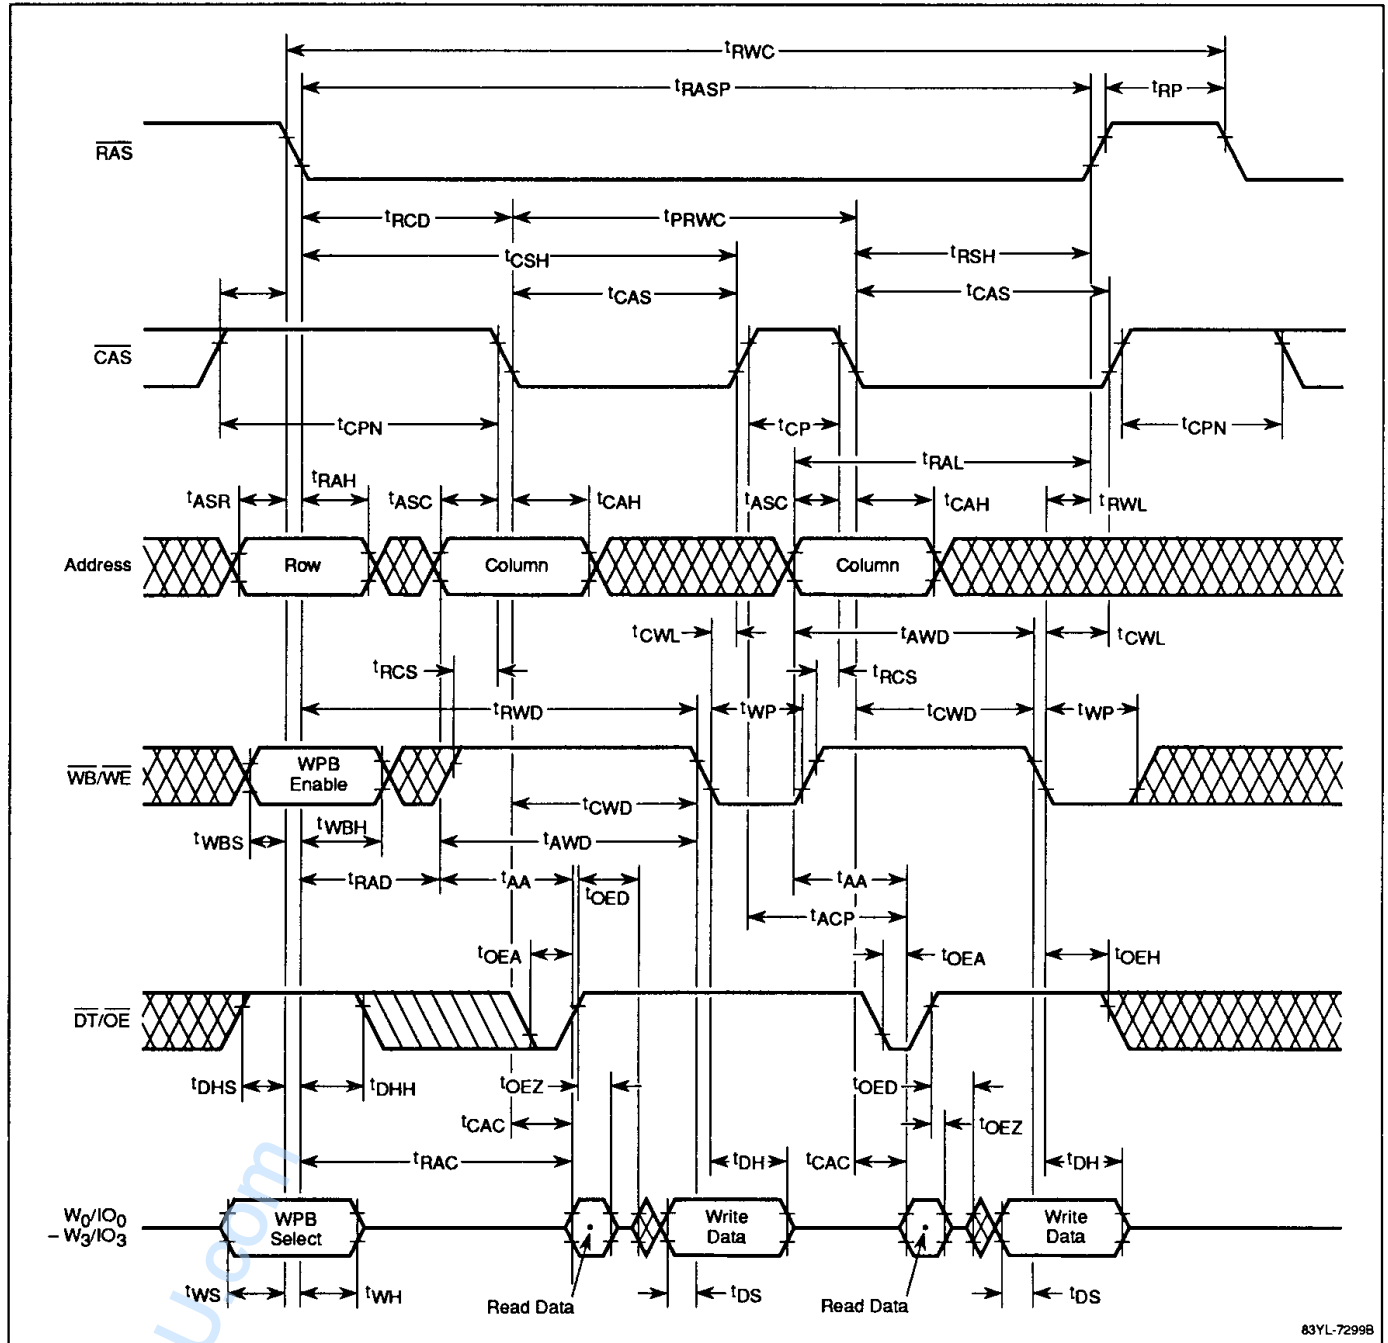 tRWC
tRASP
tRP
RAS
tRCD
tPRWC
tCSH
tRSH
tCAS
tCAS
CAS
tCPN
tCP
tCPN
tRAL
tASR
tRAH
tASC
tCAH
tASC
tCAH
tRWL
Address
Row
Column
Column
tCWL
tAWD
tCWL
tRCS
tRCS
tRWD
tWP
tCWD
tWP
WB/WE
WPB
Enable
tCWD
tWBS
tWBH
tAWD
tRAD
tAA
tOED
tAA
tACP
tOEA
tOEA
tOEH
DT/OE
tDHS
tDHH
tOEZ
tOED
tCAC
tOEZ
tRAC
tDH
tCAC
tDH
W0/IO0
– W3/IO3
WPB
Select
Write
Data
Write
Data
tWS
tWH
Read Data
tDS
Read Data
tDS
83YL-7299B
U.com